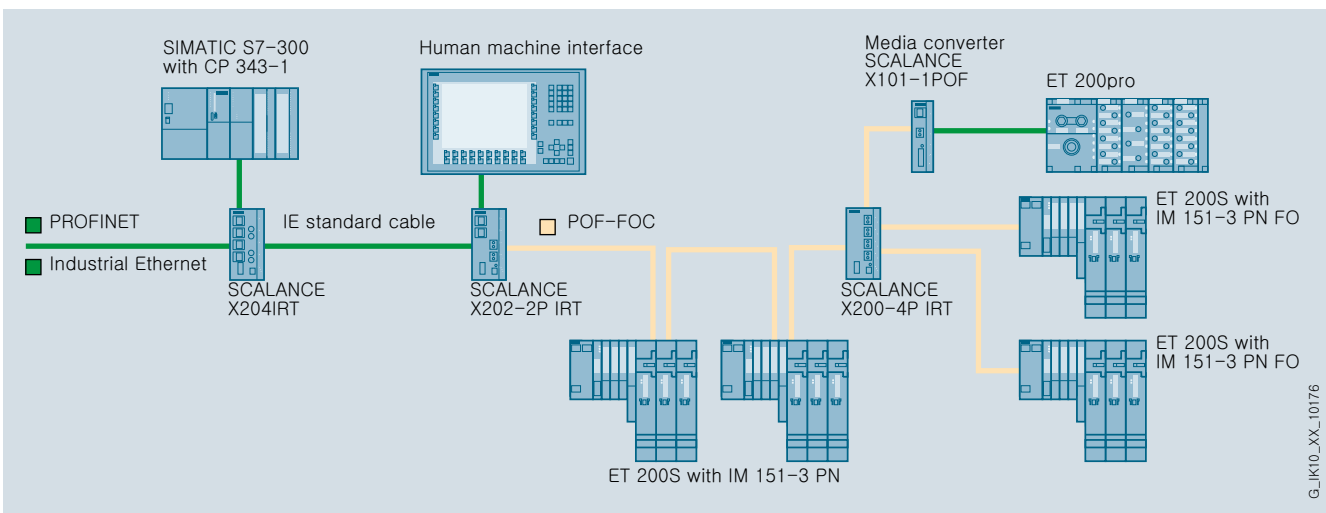 SIMATIC S7-300
with CP 343-1
Human machine interface
Media converter
SCALANCE
X101-1POF
ET 200pro
PROFINET
IE standard cable
POF-FOC
Industrial Ethernet
SCALANCE
X204IRT
SCALANCE
X202-2P IRT
SCALANCE
X200-4P IRT
ET 200S with
IM 151-3 PN FO
ET 200S with
IM 151-3 PN FO
ET 200S with IM 151-3 PN
G_IK10_XX_10176